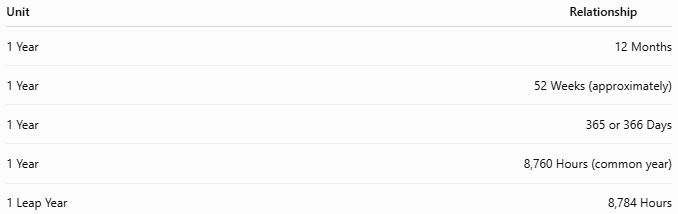 Unit Relationship
1 Year 12 Months
1 Year 52 Weeks (approximately)
1 Year 365 or 366 Days
1 Year 8,760 Hours (common year)
1 Leap Year 8,784 Hours